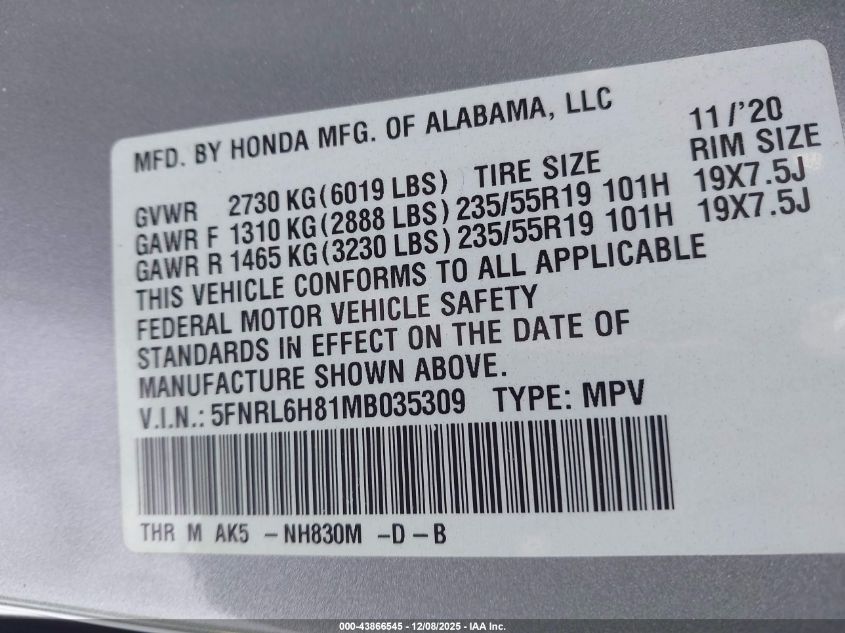 MFD. BY HONDA MFG. OF ALABAMA, LLC 11/'20
GVWR 2730 KG(6019 LBS) TIRE SIZE RIM SIZE
GAWR F 1310 KG(2888 LBS) 235/55R19 101H 19X7.5J
GAWR R 1465 KG(3230 LBS) 235/55R19 101H 19X7.5J
THIS VEHICLE CONFORMS TO ALL APPLICABLE
FEDERAL MOTOR VEHICLE SAFETY
STANDARDS IN EFFECT ON THE DATE OF
MANUFACTURE SHOWN ABOVE.
V.I.N.: 5FNRL6H81MB035309 TYPE: MPV
THR M AK5 -NH830M -D-B
000-43866545 - 12/08/2025 - IAA Inc.